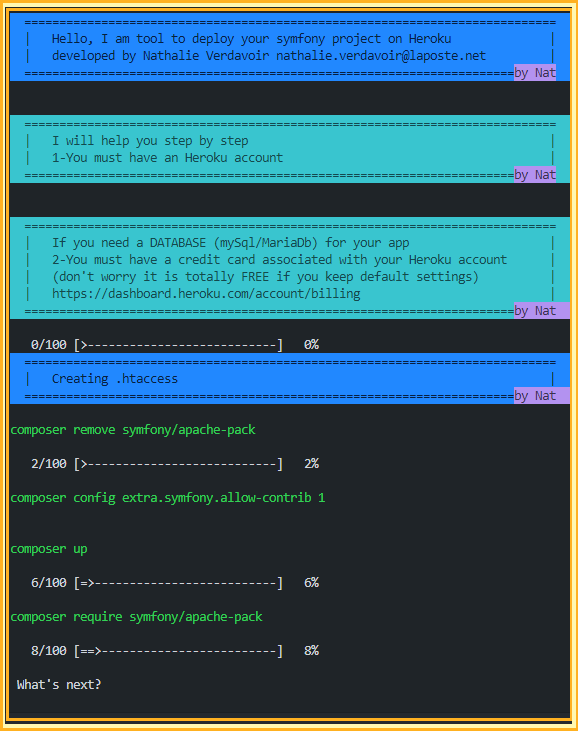 ============================================================================
| Hello, I am tool to deploy your symfony project on Heroku |
| developed by Nathalie Verdavoir nathalie.verdavoir@laposte.net |
======================================================================by Nat
============================================================================
| I will help you step by step |
| 1-You must have an Heroku account |
======================================================================by Nat
============================================================================
| If you need a DATABASE (mySql/MariaDb) for your app |
| 2-You must have a credit card associated with your Heroku account |
| (don't worry it is totally FREE if you keep default settings) |
| https://dashboard.heroku.com/account/billing |
======================================================================by Nat
0/100 [>---------------------------] 0%
============================================================================
| Creating .htaccess |
======================================================================by Nat
composer remove symfony/apache-pack
2/100 [>---------------------------] 2%
composer config extra.symfony.allow-contrib 1
composer up
6/100 [=>--------------------------] 6%
composer require symfony/apache-pack
8/100 [==>-------------------------] 8%
What's next?